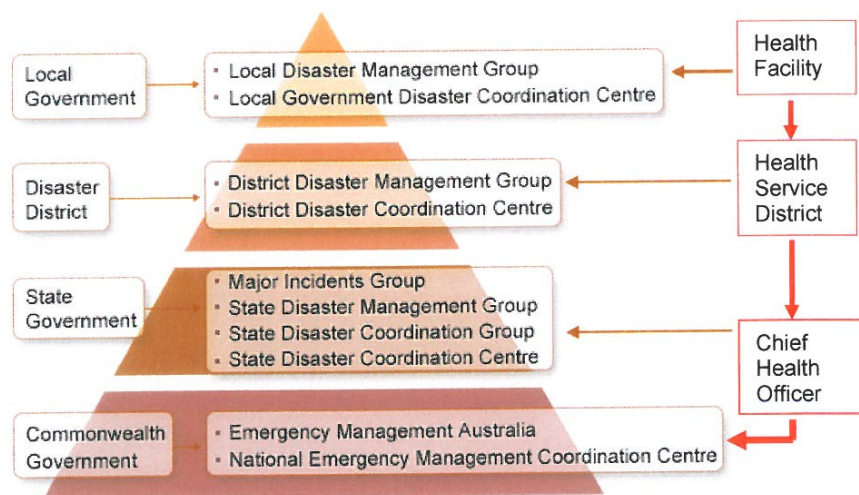 Local
Government
▪ Local Disaster Management Group
▪ Local Government Disaster Coordination Centre
Health
Facility
Disaster
District
▪ District Disaster Management Group
▪ District Disaster Coordination Centre
Health
Service
District
State
Government
▪ Major Incidents Group
▪ State Disaster Management Group
▪ State Disaster Coordination Group
▪ State Disaster Coordination Centre
Chief
Health
Officer
Commonwealth
Government
▪ Emergency Management Australia
▪ National Emergency Management Coordination Centre